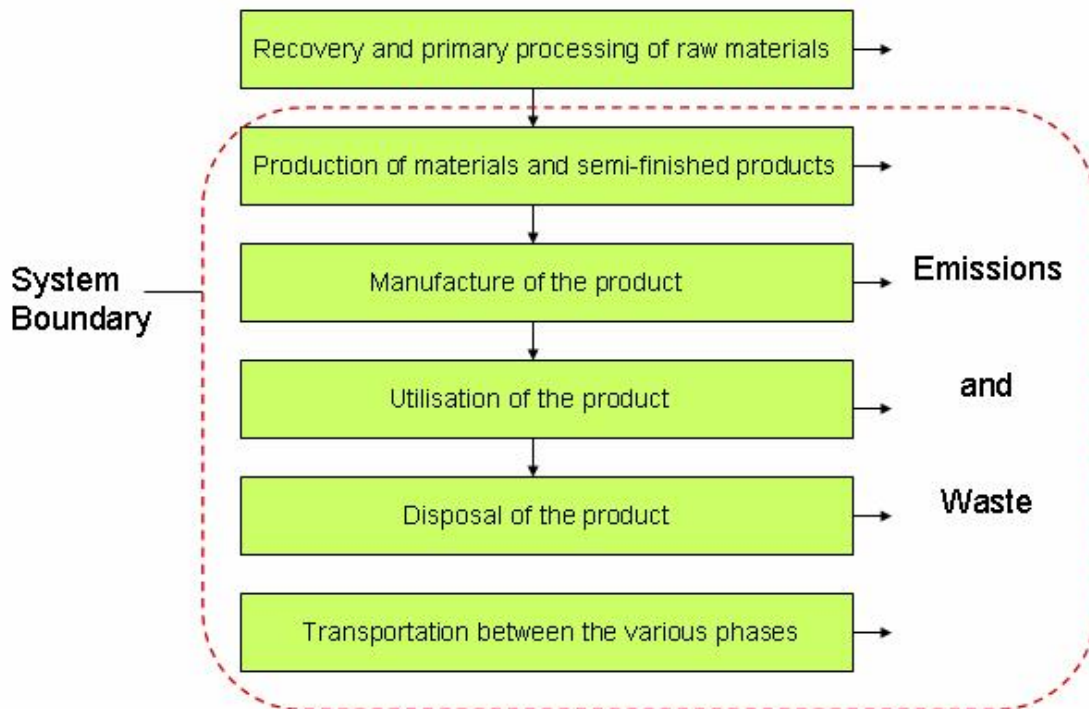 Recovery and primary processing of raw materials
Production of materials and semi-finished products
Manufacture of the product
Utilisation of the product
Disposal of the product
Transportation between the various phases
System
Boundary
Emissions
and
Waste